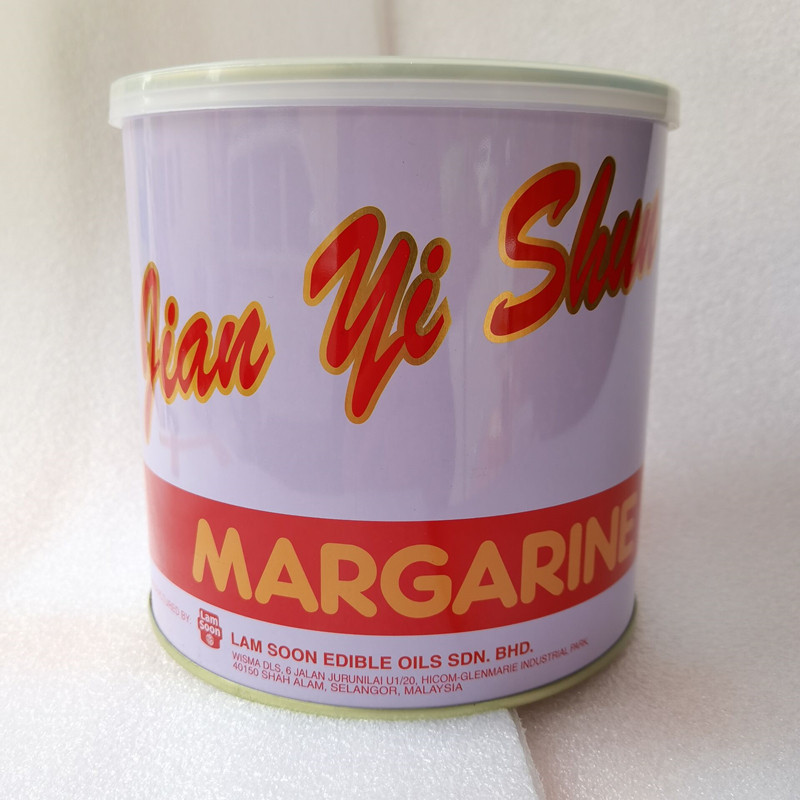 Jian Yi Shun
MARGARINE
BY:
Lam
Soon
LAM SOON EDIBLE OILS SDN. BHD.
WISMA DLS, 6 JALAN JURUNILAI U1/20, HICOM-GLENMARIE INDUSTRIAL PARK,
40150 SHAH ALAM, SELANGOR, MALAYSIA